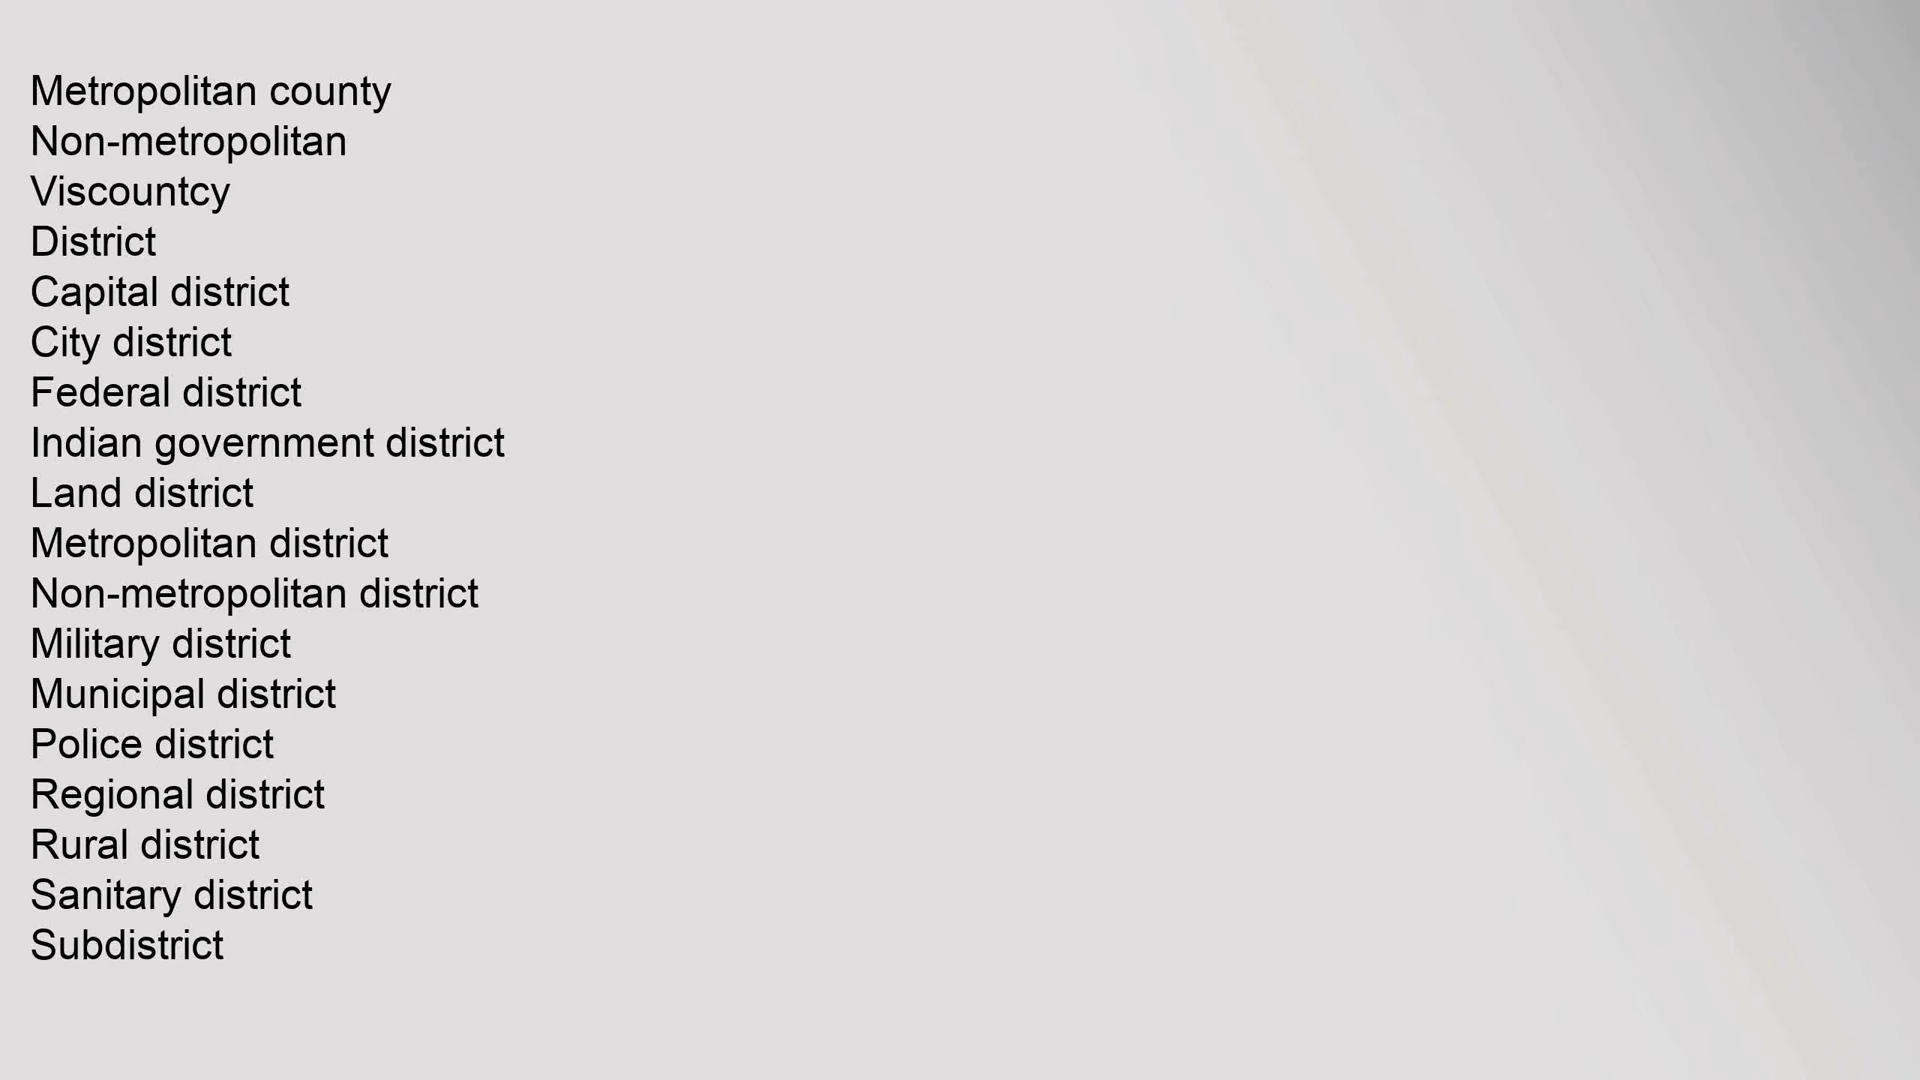 Metropolitan county
Non-metropolitan
Viscountcy
District
Capital district
City district
Federal district
Indian government district
Land district
Metropolitan district
Non-metropolitan district
Military district
Municipal district
Police district
Regional district
Rural district
Sanitary district
Subdistrict